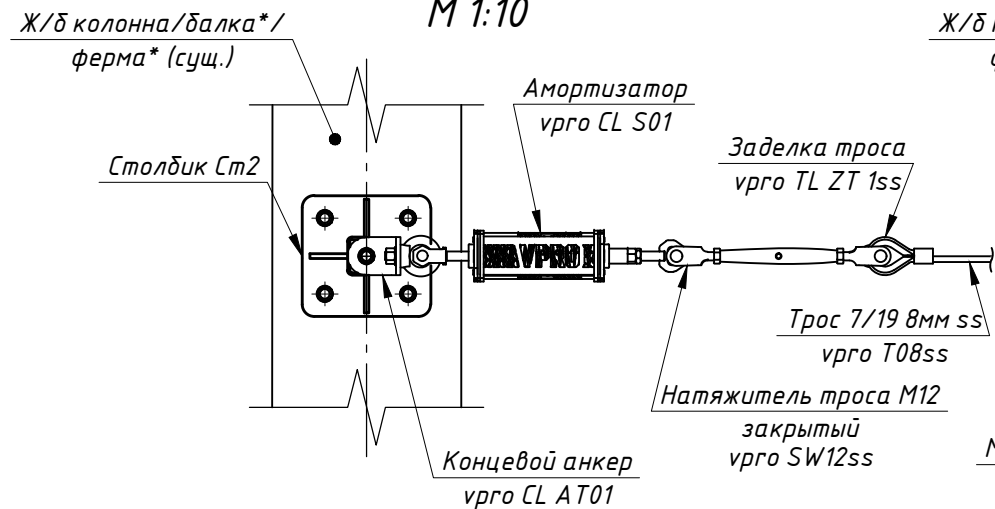 М 1:10
Ж/б колонна/балка*/
ферма* (сущ.)
Ж/б
Амортизатор
vpro CL S01
Столбик Ст2
Заделка троса
vpro TL ZT 1ss
VPRO
Трос 7/19 8мм ss
vpro T08ss
Натяжитель троса М12
закрытый
vpro SW12ss
Концевой анкер
vpro CL AT01